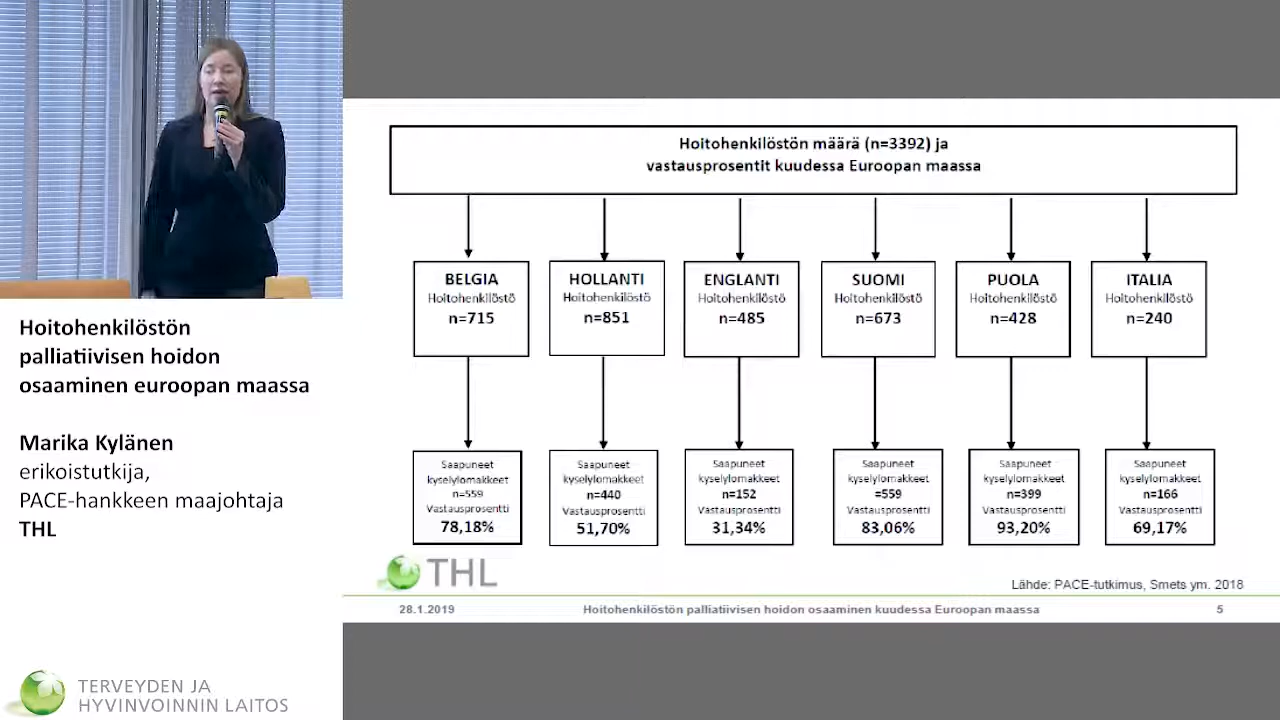 Hoitohenkilöstön
palliatiivisen hoidon
osaaminen euroopan maassa
Marika Kylänen
erikoistutkija,
PACE-hankkeen maajohtaja
THL
TERVEYDEN JA
HYVINVOINNIN LAITOS
Hoitohenkilöstön määrä (n=3392) ja
vastausprosentit kuudessa Euroopan maassa
BELGIA
Hoitohenkilöstö
n=715
HOLLANTI
Hoitohenkilöstö
n=851
ENGLANTI
Hoitohenkilöstö
n=485
SUOMI
Hoitohenkilöstö
n=673
PUOLA
Hoitohenkilöstö
n=428
ITALIA
Hoitohenkilöstö
n=240
Saapuneet
kyselylomakkeet
n=559
Vastausprosentti
78,18%
Saapuneet
kyselylomakkeet
n=440
Vastausprosentti
51,70%
Saapuneet
kyselylomakkeet
n=152
Vastausprosentti
31,34%
Saapuneet
kyselylomakkeet
=559
Vastausprosentti
83,06%
Saapuneet
kyselylomakkeet
n=399
Vastausprosentti
93,20%
Saapuneet
kyselylomakkeet
n=166
Vastausprosentti
69,17%
THL
Lähde: PACE-tutkimus, Smets ym. 2018
28.1.2019
Hoitohenkilöstön palliatiivisen hoidon osaaminen kuudessa Euroopan maassa
5